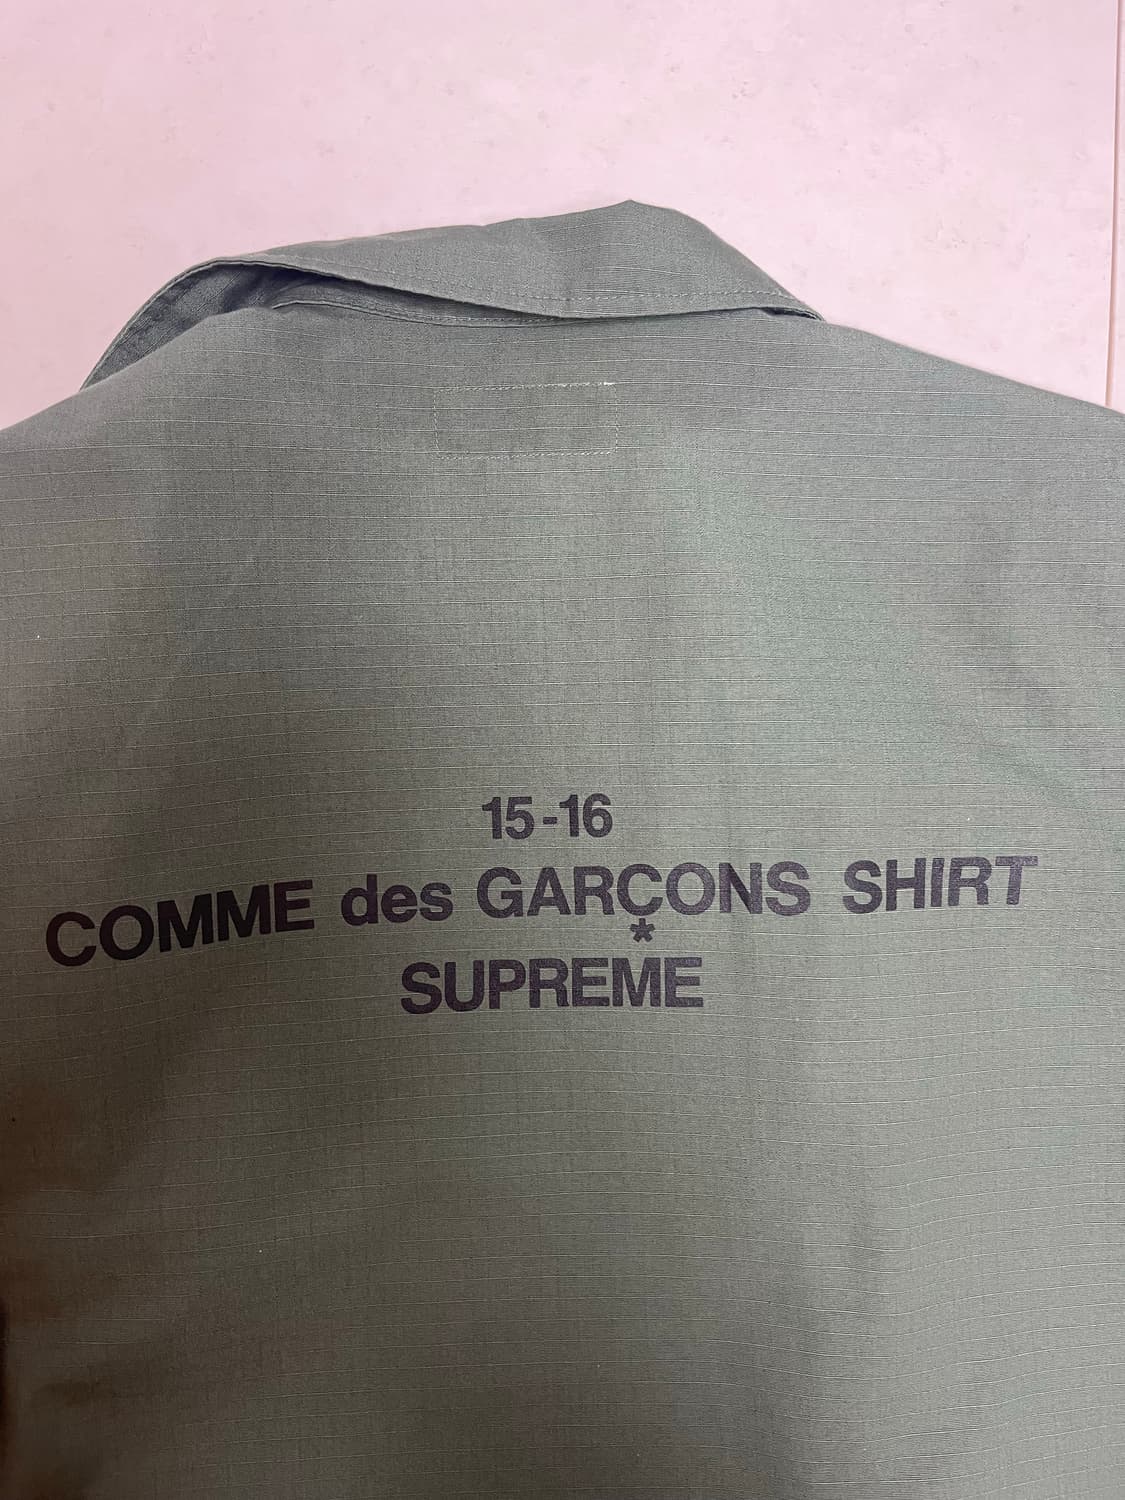 15-16
COMME des GARÇONS SHIRT
*
SUPREME